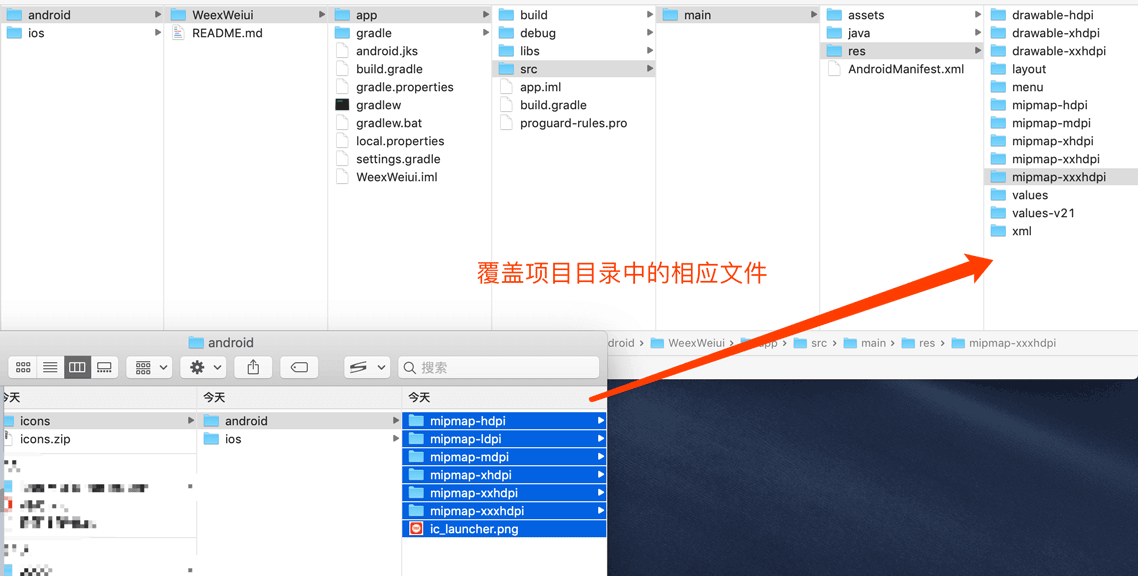 android
ios
WeexWeiui
README.md
app
gradle
android.jks
build.gradle
gradle.properties
gradlew
gradlew.bat
local.properties
settings.gradle
WeexWeiui.iml
build
debug
libs
src
app.iml
build.gradle
proguard-rules.pro
main
assets
java
res
AndroidManifest.xml
drawable-hdpi
drawable-xhdpi
drawable-xxhdpi
layout
menu
mipmap-hdpi
mipmap-mdpi
mipmap-xhdpi
mipmap-xxhdpi
mipmap-xxxhdpi
values
values-v21
xml
覆盖项目目录中的相应文件
droid › WeexWeiui › app › src › main › res › mipmap-xxxhdpi
android
搜索
今天
今天
今天
icons
icons.zip
android
ios
mipmap-hdpi
mipmap-ldpi
mipmap-mdpi
mipmap-xhdpi
mipmap-xxhdpi
mipmap-xxxhdpi
ic_launcher.png